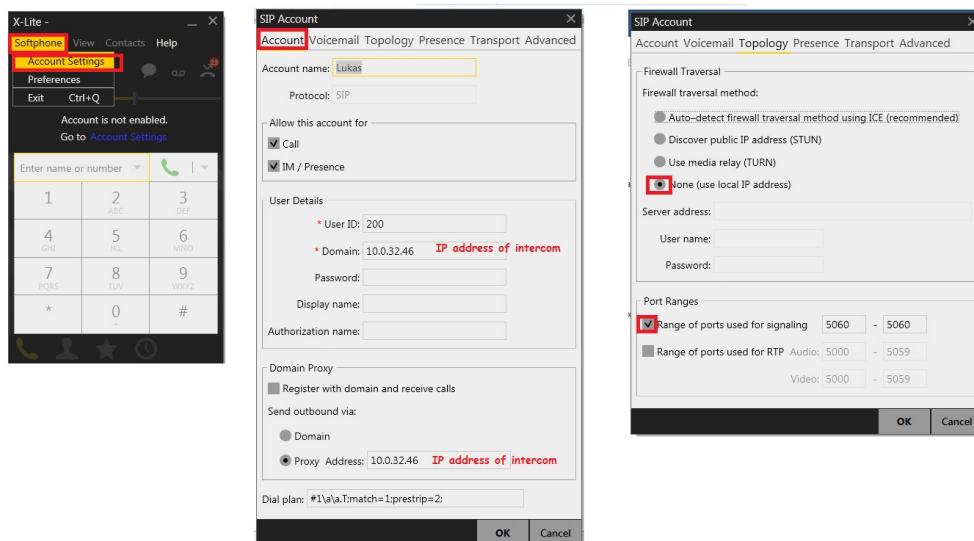 X-Lite -
Softphone View Contacts Help
Account Settings
Preferences
Exit Ctrl+Q
23
Account is not enabled.
Go to Account Settings
Enter name or number
1
2 ABC
3 DEF
4 GHI
5 JKL
6 MNO
7 PQRS
8 TUV
9 WXYZ
*
0 +
#
SIP Account
Account Voicemail Topology Presence Transport Advanced
Account name: Lukas
Protocol: SIP
Allow this account for
Call
IM / Presence
User Details
* User ID: 200
* Domain: 10.0.32.46 IP address of intercom
Password:
Display name:
Authorization name:
Domain Proxy
Register with domain and receive calls
Send outbound via:
Domain
Proxy Address: 10.0.32.46 IP address of intercom
Dial plan: #1\a\a.T;match=1;prestrip=2;
OK Cancel
SIP Account
Account Voicemail Topology Presence Transport Advanced
Firewall Traversal
Firewall traversal method:
Auto-detect firewall traversal method using ICE (recommended)
Discover public IP address (STUN)
Use media relay (TURN)
None (use local IP address)
Server address:
User name:
Password:
Port Ranges
Range of ports used for signaling 5060 - 5060
Range of ports used for RTP Audio: 5000 - 5059
Video: 5000 - 5059
OK Cancel